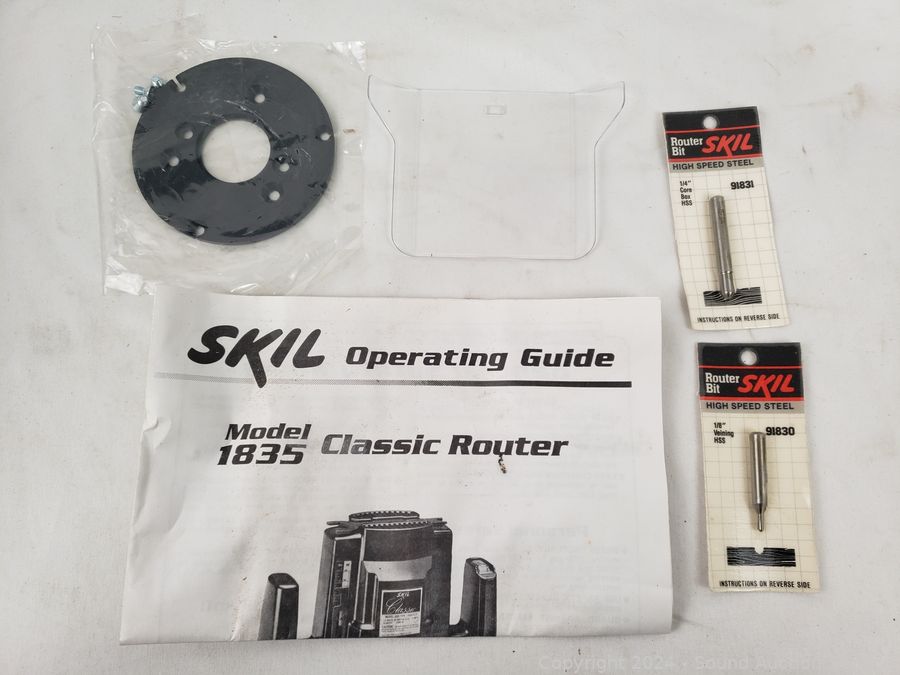 Router
Bit
SKIL
HIGH SPEED STEEL
1/4"
Core
Box
HSS
91831
INSTRUCTIONS ON REVERSE SIDE
SKIL Operating Guide
Model
1835
Classic Router
SKIL
Classic
Router
Bit
SKIL
HIGH SPEED STEEL
1/8"
Veining
HSS
91830
INSTRUCTIONS ON REVERSE SIDE
Copyright 2024 - Sound Auction